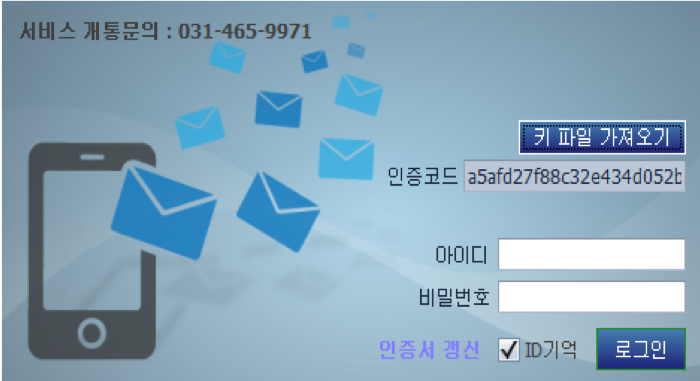 서비스 개통문의 : 031-465-9971
키 파일 가져오기
인증코드 a5afd27f88c32e434d052b
아이디
비밀번호
인증서 갱신 ID기억 로그인